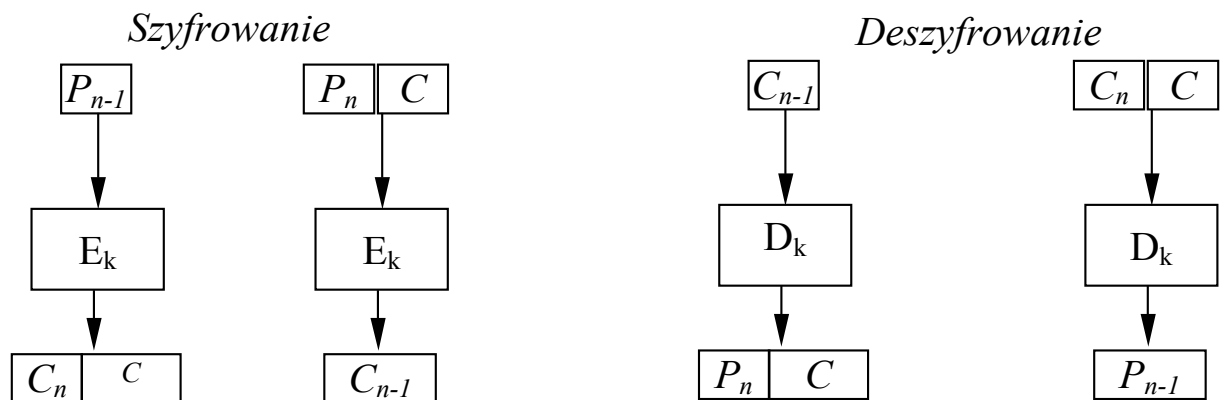 Szyfrowanie
Deszyfrowanie
P_{n-1} P_n C
C_{n-1} C_n C
E_k E_k
D_k D_k
C_n C C_{n-1}
P_n C P_{n-1}